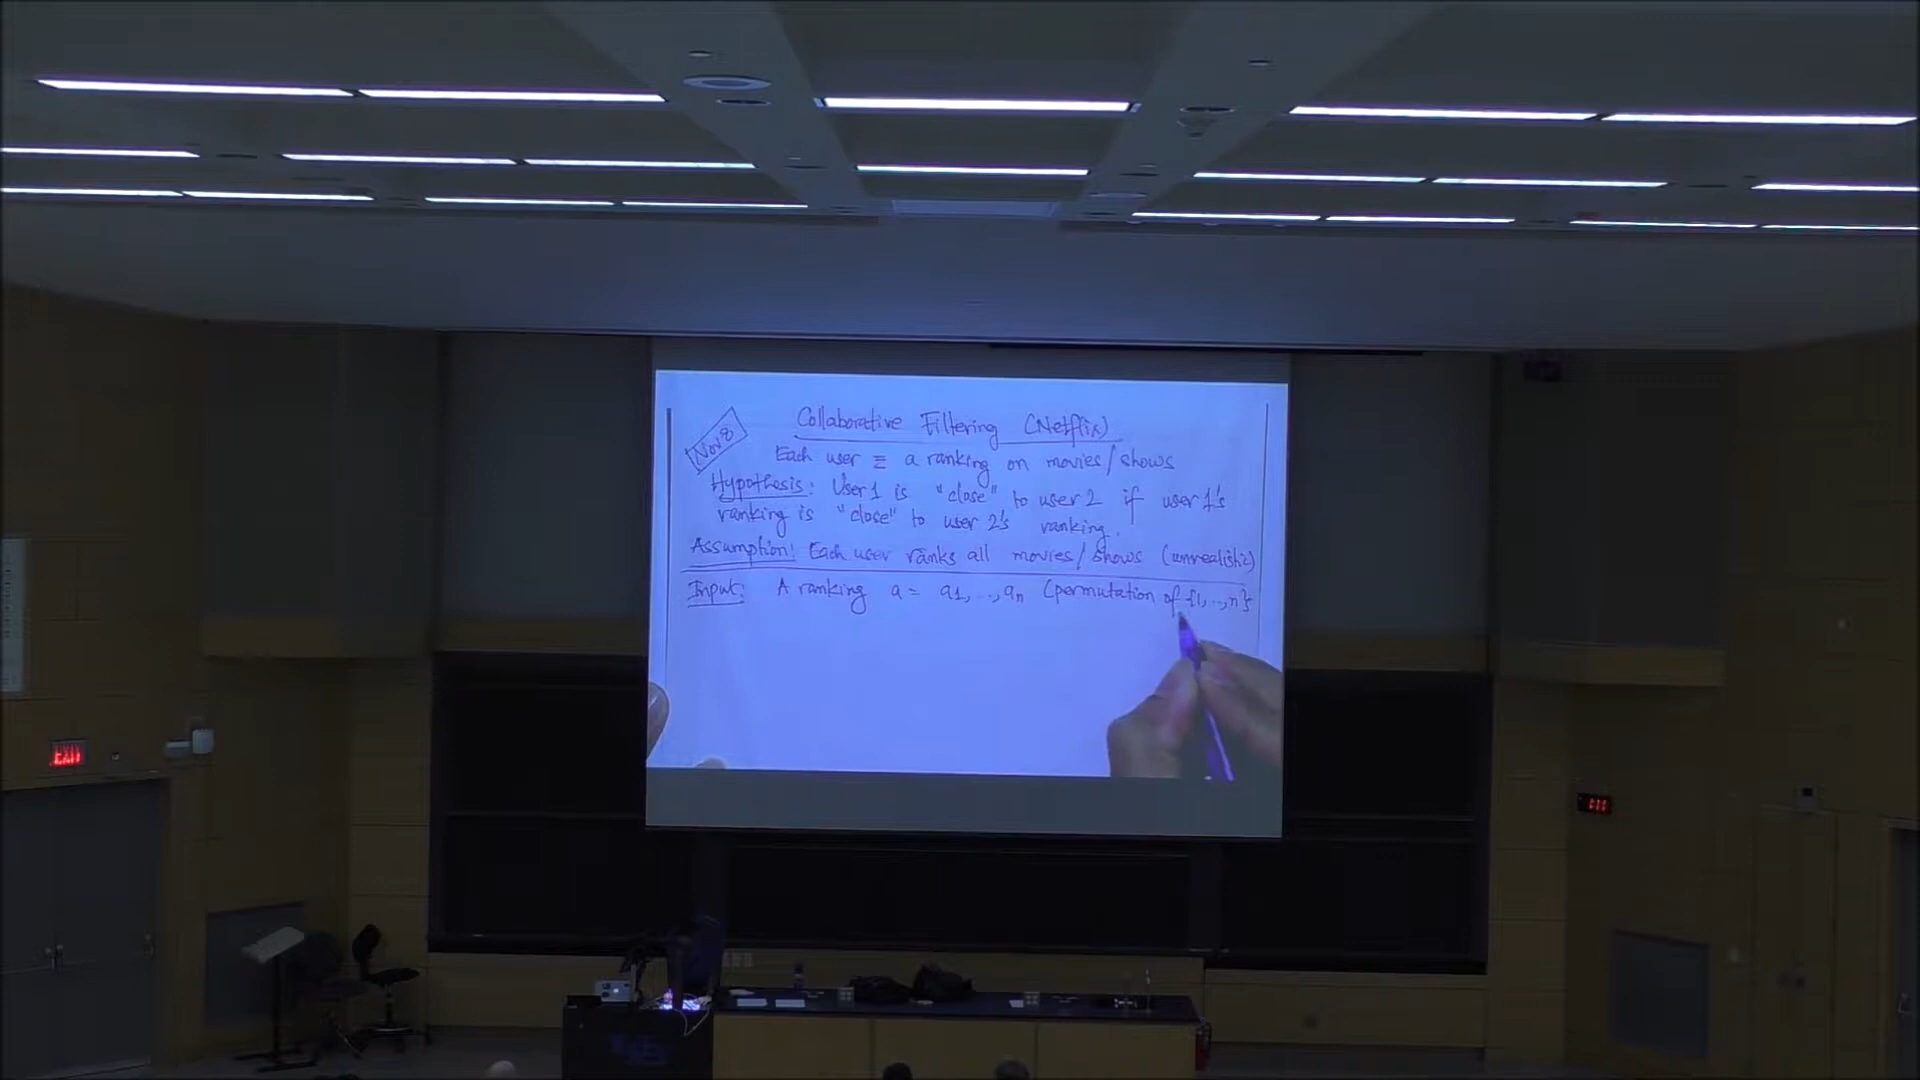 Nov 8
Collaborative Filtering (Netflix)
Each user ≡ a ranking on movies/shows
Hypothesis: User 1 is "close" to user 2 if user 1's
ranking is "close" to user 2's ranking.
Assumption: Each user ranks all movies/shows (unrealistic)
Input: A ranking a = a1, .., an (permutation of {1, .., n}
EXIT
UB